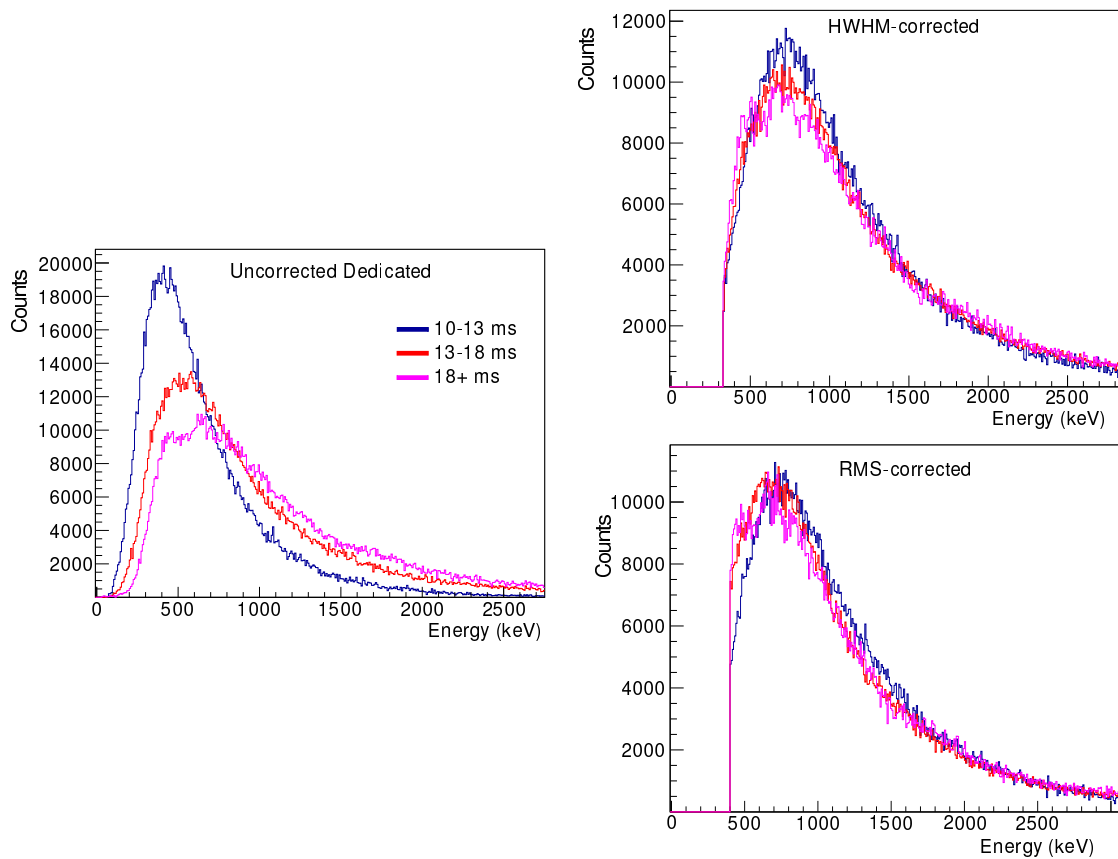 Uncorrected Dedicated
Counts
20000
18000
16000
14000
12000
10000
8000
6000
4000
2000
10-13 ms
13-18 ms
18+ ms
0 500 1000 1500 2000 2500
Energy (keV)
HWHM-corrected
Counts
12000
10000
8000
6000
4000
2000
0 500 1000 1500 2000 2500
Energy (keV)
RMS-corrected
Counts
10000
8000
6000
4000
2000
0 500 1000 1500 2000 2500
Energy (keV)